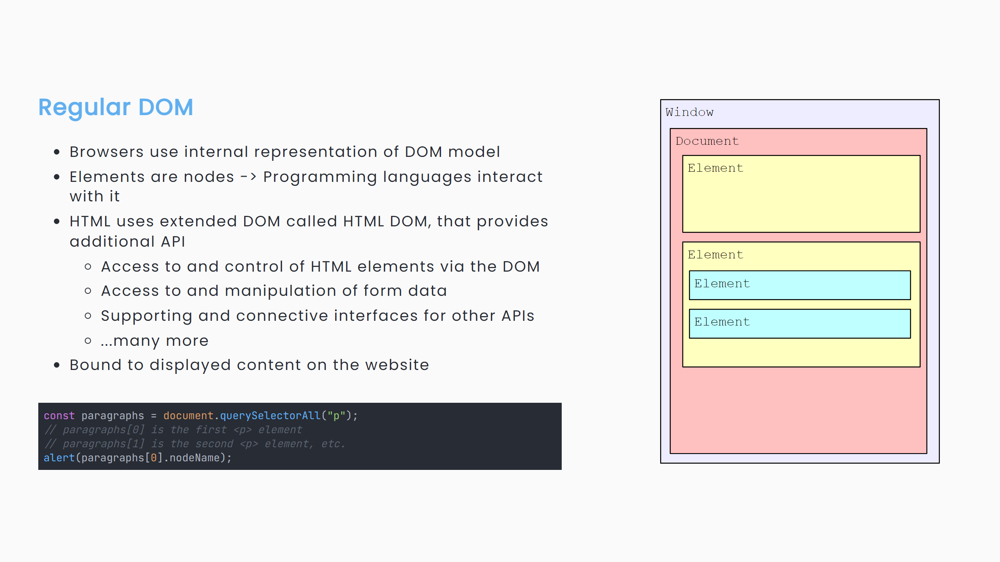 Regular DOM
Browsers use internal representation of DOM model
Elements are nodes -> Programming languages interact
with it
HTML uses extended DOM called HTML DOM, that provides
additional API
Access to and control of HTML elements via the DOM
Access to and manipulation of form data
Supporting and connective interfaces for other APIs
...many more
Bound to displayed content on the website
const paragraphs = document.querySelectorAll("p");
// paragraphs[0] is the first <p> element
// paragraphs[1] is the second <p> element, etc.
alert(paragraphs[0].nodeName);
Window
Document
Element
Element
Element
Element